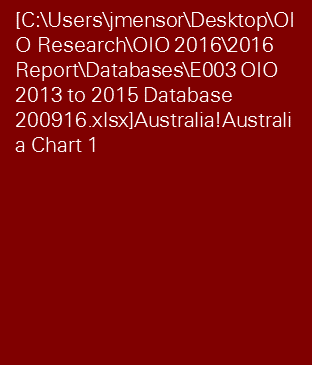 [C:\Users\jmensor\Desktop\OI
O Research\OIO 2016\2016
Report\Databases\E003 OIO
2013 to 2015 Database
200916.xlsx]Australia!Australi
a Chart 1